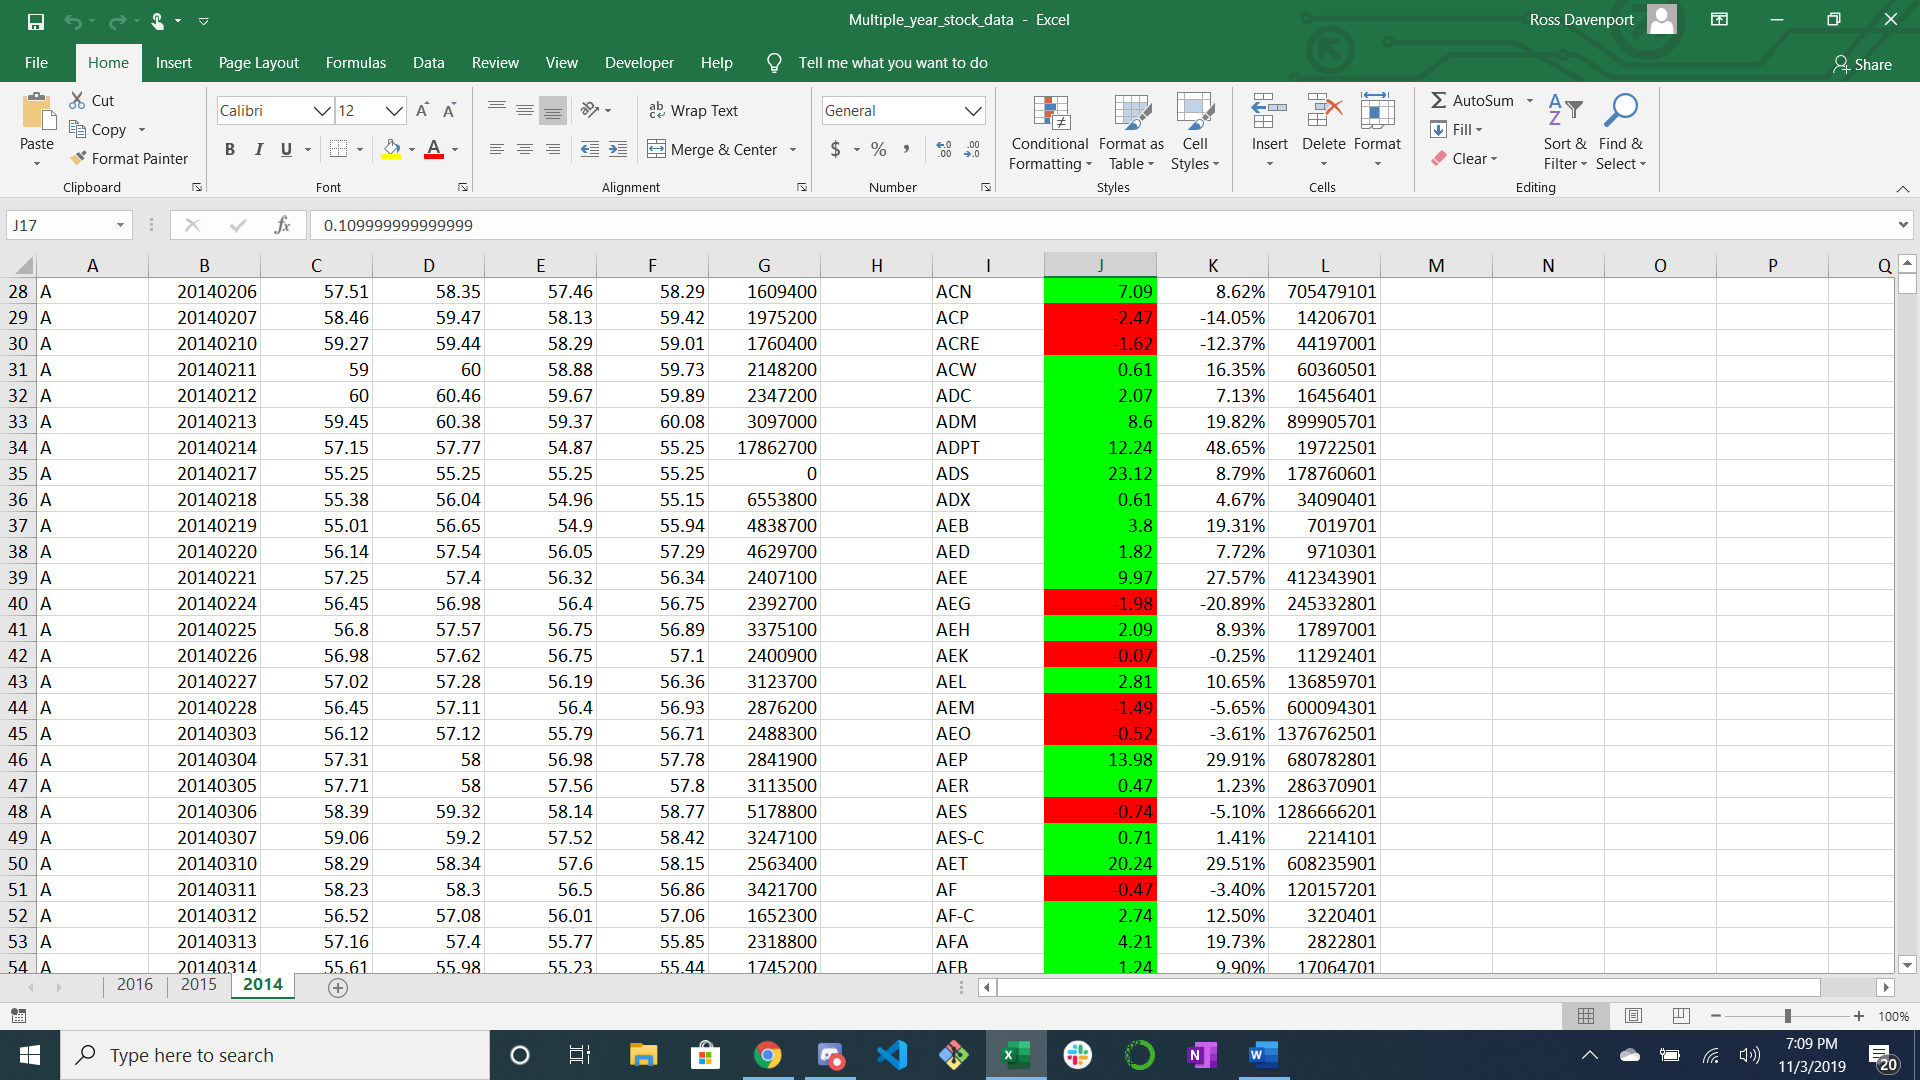 Multiple_year_stock_data - Excel
Ross Davenport
File Home Insert Page Layout Formulas Data Review View Developer Help Tell me what you want to do Share
Paste
Cut
Copy
Format Painter
Clipboard
Calibri 12
B I U A
Font
Wrap Text
Merge & Center
Alignment
General
$ % ,
Number
Conditional Formatting
Format as Table
Cell Styles
Styles
Insert Delete Format
Cells
AutoSum
Fill
Clear
Sort & Filter
Find & Select
Editing
J17 fx 0.109999999999999
A B C D E F G H I J K L M N O P Q
28 A 20140206 57.51 58.35 57.46 58.29 1609400 ACN 7.09 8.62% 705479101
29 A 20140207 58.46 59.47 58.13 59.42 1975200 ACP -2.47 -14.05% 14206701
30 A 20140210 59.27 59.44 58.29 59.01 1760400 ACRE -1.62 -12.37% 44197001
31 A 20140211 59 60 58.88 59.73 2148200 ACW 0.61 16.35% 60360501
32 A 20140212 60 60.46 59.67 59.89 2347200 ADC 2.07 7.13% 16456401
33 A 20140213 59.45 60.38 59.37 60.08 3097000 ADM 8.6 19.82% 899905701
34 A 20140214 57.15 57.77 54.87 55.25 17862700 ADPT 12.24 48.65% 19722501
35 A 20140217 55.25 55.25 55.25 55.25 0 ADS 23.12 8.79% 178760601
36 A 20140218 55.38 56.04 54.96 55.15 6553800 ADX 0.61 4.67% 34090401
37 A 20140219 55.01 56.65 54.9 55.94 4838700 AEB 3.8 19.31% 7019701
38 A 20140220 56.14 57.54 56.05 57.29 4629700 AED 1.82 7.72% 9710301
39 A 20140221 57.25 57.4 56.32 56.34 2407100 AEE 9.97 27.57% 412343901
40 A 20140224 56.45 56.98 56.4 56.75 2392700 AEG -1.98 -20.89% 245332801
41 A 20140225 56.8 57.57 56.75 56.89 3375100 AEH 2.09 8.93% 17897001
42 A 20140226 56.98 57.62 56.75 57.1 2400900 AEK -0.07 -0.25% 11292401
43 A 20140227 57.02 57.28 56.19 56.36 3123700 AEL 2.81 10.65% 136859701
44 A 20140228 56.45 57.11 56.4 56.93 2876200 AEM -1.49 -5.65% 600094301
45 A 20140303 56.12 57.12 55.79 56.71 2488300 AEO -0.52 -3.61% 1376762501
46 A 20140304 57.31 58 56.98 57.78 2841900 AEP 13.98 29.91% 680782801
47 A 20140305 57.71 58 57.56 57.8 3113500 AER 0.47 1.23% 286370901
48 A 20140306 58.39 59.32 58.14 58.77 5178800 AES -0.74 -5.10% 1286666201
49 A 20140307 59.06 59.2 57.52 58.42 3247100 AES-C 0.71 1.41% 2214101
50 A 20140310 58.29 58.34 57.6 58.15 2563400 AET 20.24 29.51% 608235901
51 A 20140311 58.23 58.3 56.5 56.86 3421700 AF -0.47 -3.40% 120157201
52 A 20140312 56.52 57.08 56.01 57.06 1652300 AF-C 2.74 12.50% 3220401
53 A 20140313 57.16 57.4 55.77 55.85 2318800 AFA 4.21 19.73% 2822801
54 A 20140314 55.61 55.98 55.23 55.44 1745200 AFB 1.24 9.90% 17064701
2016 2015 2014
100%
Type here to search
7:09 PM
11/3/2019
20